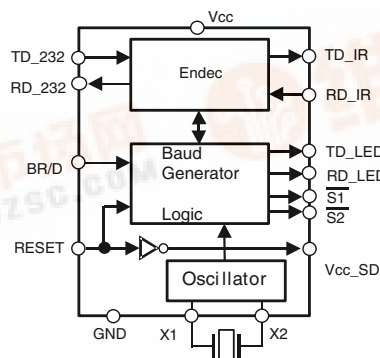 Vcc
TD_232
TD_IR
Endec
RD_232
RD_IR
TD_LED
Baud
BR/D
Generator
RD_LED
S1
Logic
S2
RESET
Vcc_SD
Oscillator
GND
X1
X2